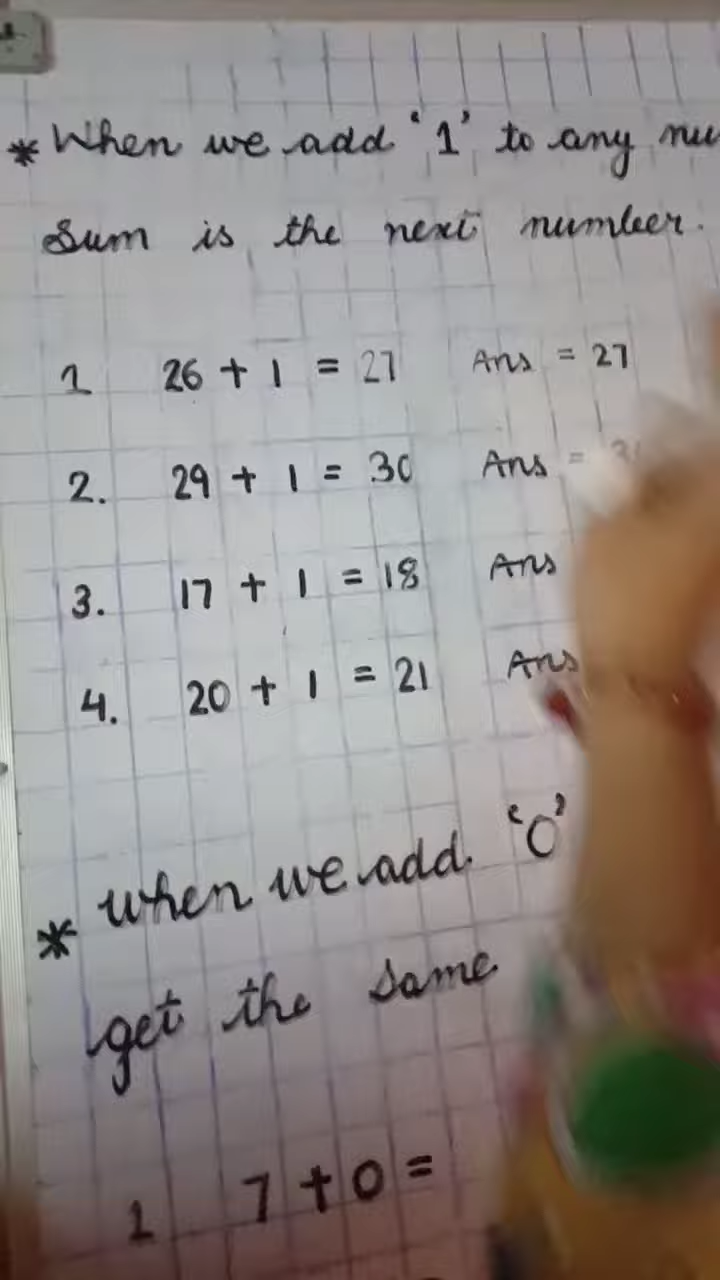 * When we add '1' to any nu
Sum is the next number.
1 26 + 1 = 27 Ans = 27
2. 29 + 1 = 30 Ans =
3. 17 + 1 = 18 Ans
4. 20 + 1 = 21 Ans
* when we add '0'
get the same
1 7 + 0 =